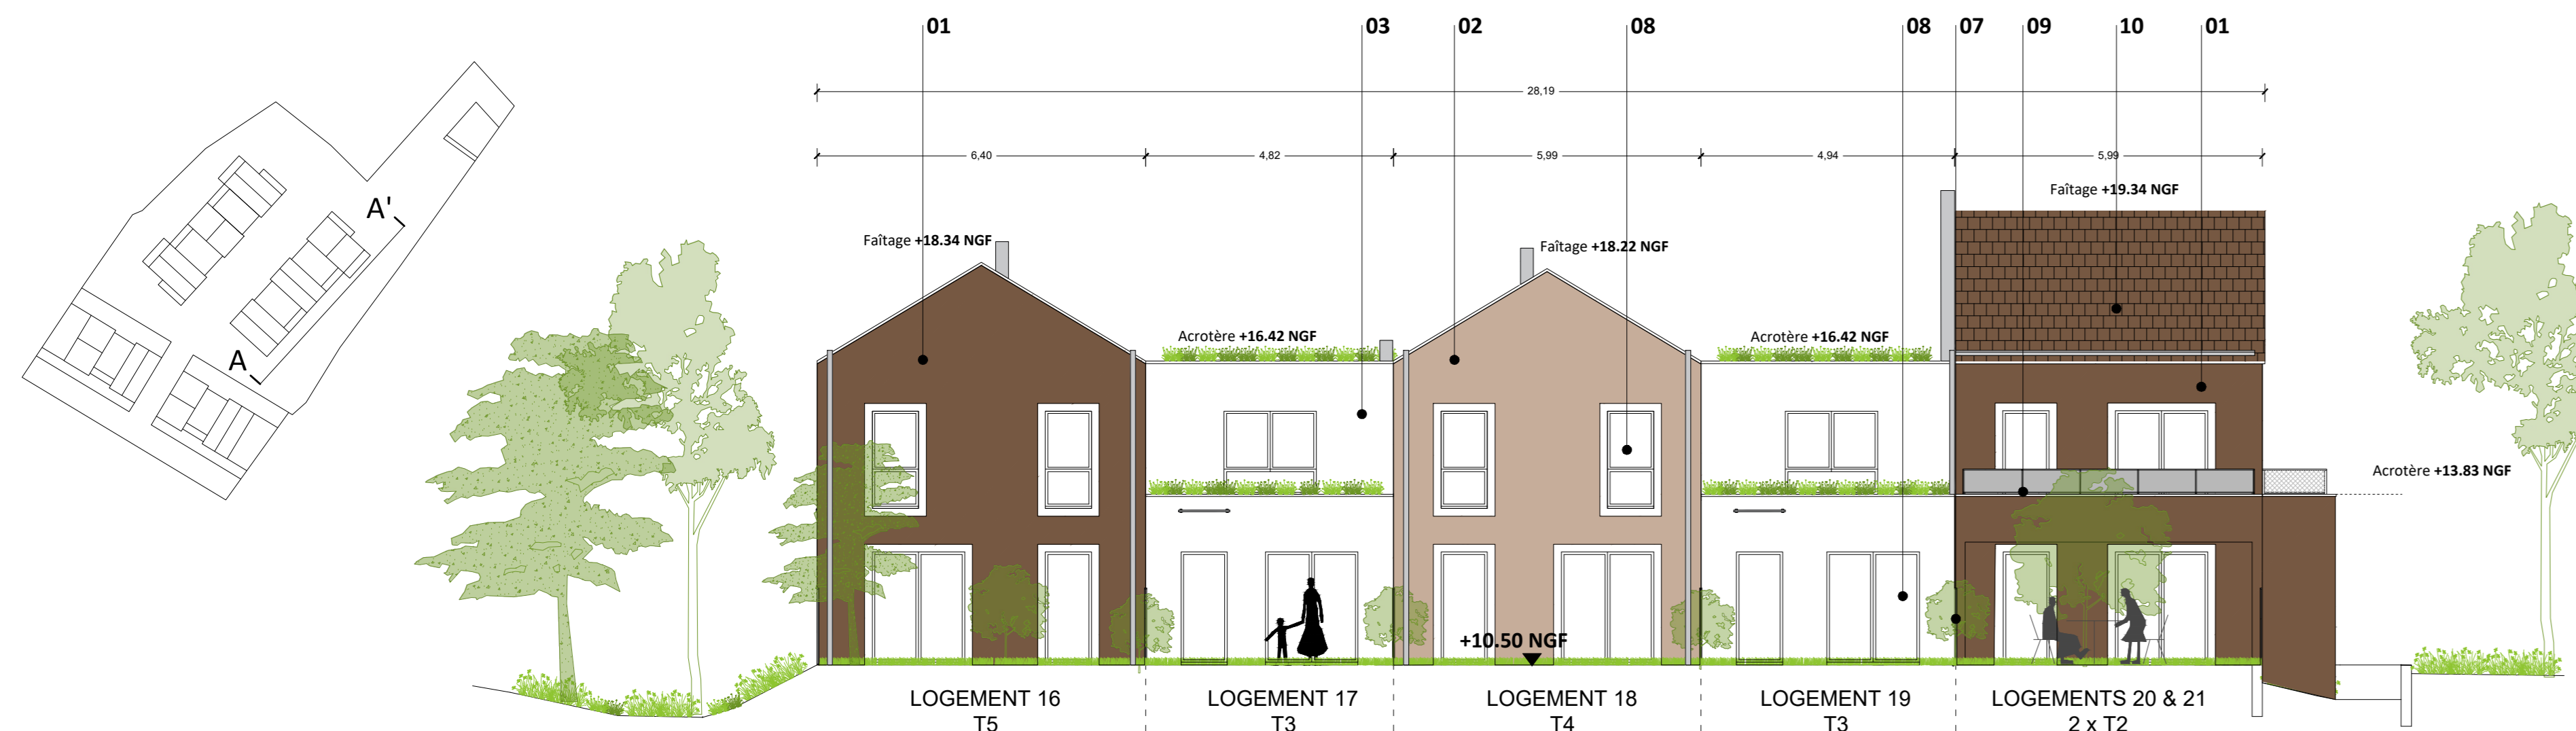 01 03 02 08 08 07 09 10 01
28,19
6,40 4,82 5,99 4,94 5,99
Faîtage +19.34 NGF
A'
Faîtage +18.34 NGF
Faîtage +18.22 NGF
Acrotère +16.42 NGF
Acrotère +16.42 NGF
A
Acrotère +13.83 NGF
+10.50 NGF
LOGEMENT 16
T5
LOGEMENT 17
T3
LOGEMENT 18
T4
LOGEMENT 19
T3
LOGEMENTS 20 & 21
2 x T2